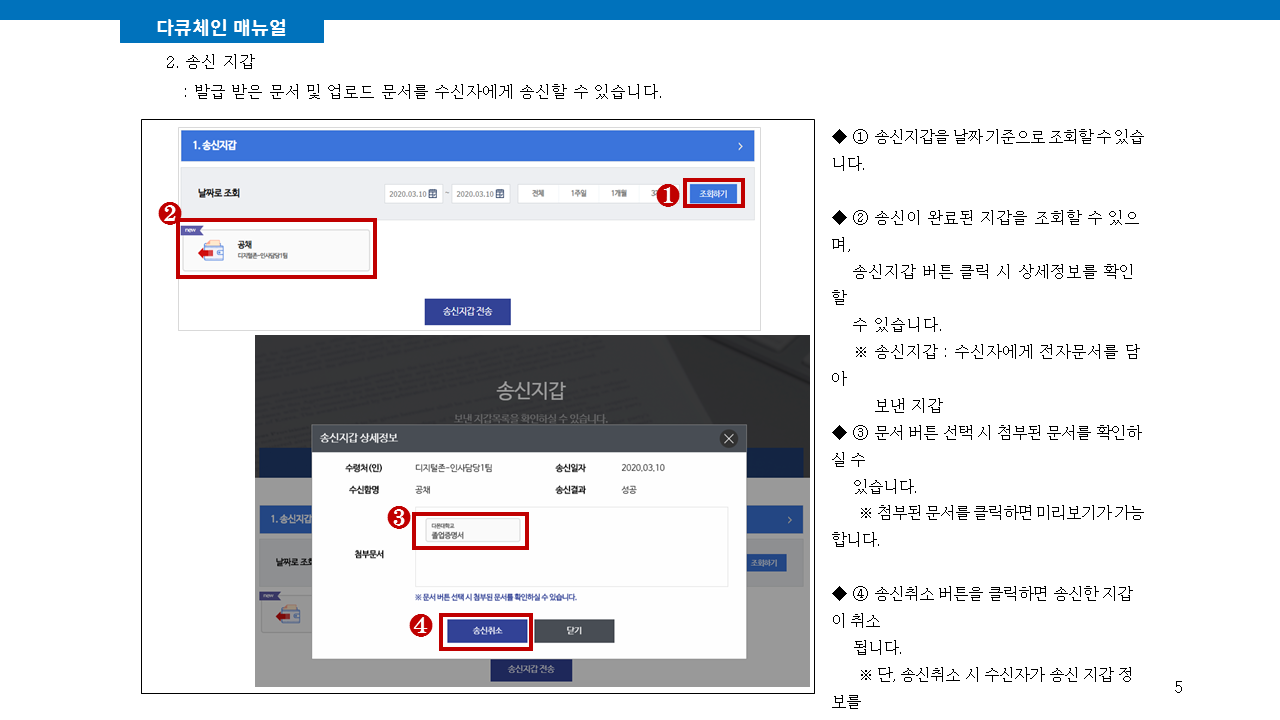 다큐체인 매뉴얼
2. 송신 지갑
: 발급 받은 문서 및 업로드 문서를 수신자에게 송신할 수 있습니다.
1. 송신지갑
날짜로 조회
2020.03.10 ~ 2020.03.10 전체 1주일 1개월
조회하기
❶
❷
new
공채
디지털존-인사담당1팀
송신지갑 전송
송신지갑
보낸 지갑목록을 확인하실 수 있습니다.
송신지갑 상세정보
수령처(인) 디지털존-인사담당1팀 송신일자 2020.03.10
수신함명 공채 송신결과 성공
1. 송신지갑
❸
다른대학교
졸업증명서
첨부문서
날짜로 조회
조회하기
new
※ 문서 버튼 선택 시 첨부된 문서를 확인하실 수 있습니다.
❹
송신취소 닫기
송신지갑 전송
◆ ① 송신지갑을 날짜 기준으로 조회할 수 있습
니다.
◆ ② 송신이 완료된 지갑을 조회할 수 있으
며,
송신지갑 버튼 클릭 시 상세정보를 확인
할
수 있습니다.
※ 송신지갑 : 수신자에게 전자문서를 담
아
보낸 지갑
◆ ③ 문서 버튼 선택 시 첨부된 문서를 확인하
실 수
있습니다.
※ 첨부된 문서를 클릭하면 미리보기가 가능
합니다.
◆ ④ 송신취소 버튼을 클릭하면 송신한 지갑
이 취소
됩니다.
※ 단, 송신취소 시 수신자가 송신 지갑 정
보를
5